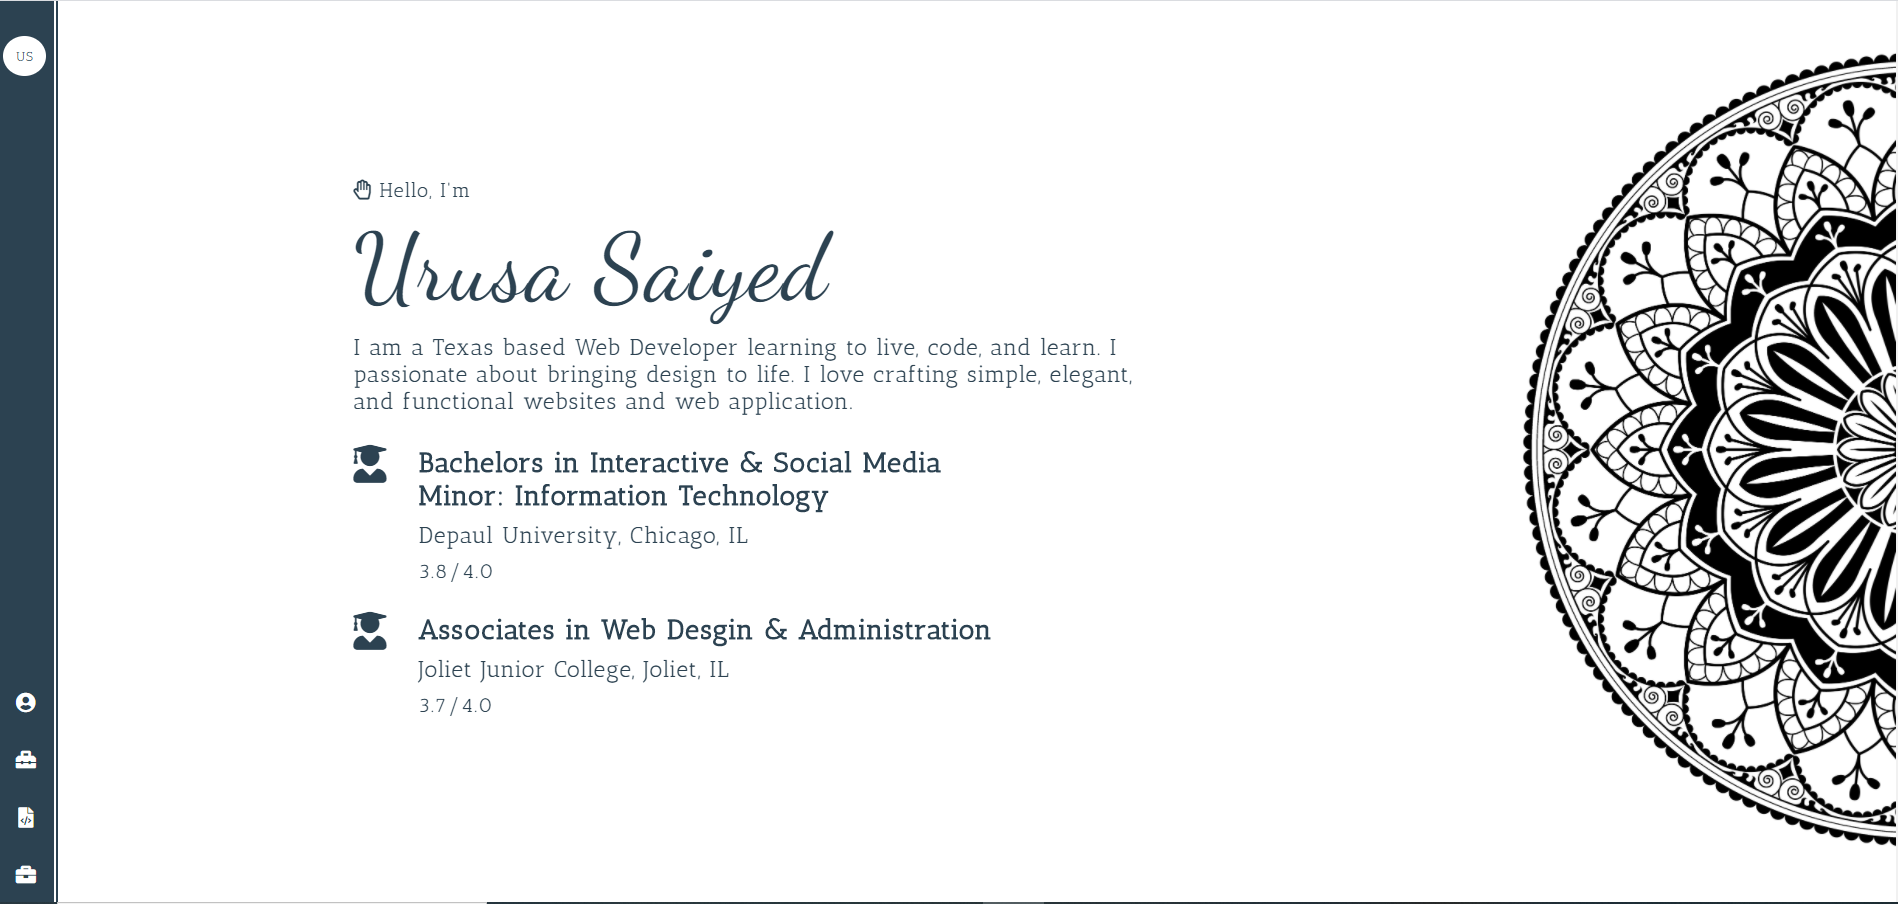 US
Hello, I'm
Urusa Saiyed
I am a Texas based Web Developer learning to live, code, and learn. I
passionate about bringing design to life. I love crafting simple, elegant,
and functional websites and web application.
Bachelors in Interactive & Social Media
Minor: Information Technology
Depaul University, Chicago, IL
3.8/4.0
Associates in Web Desgin & Administration
Joliet Junior College, Joliet, IL
3.7/4.0